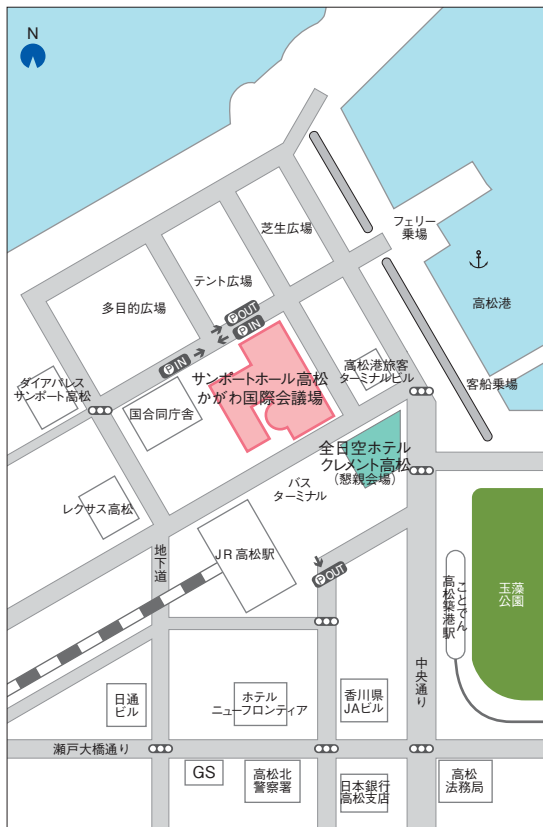 N
芝生広場
フェリー
乗場
テント広場
高松港
多目的広場
P OUT
P IN
P IN
サンポートホール高松
かがわ国際会議場
高松港旅客
ターミナルビル
客船乗場
ダイアパレス
サンポート高松
国合同庁舎
全日空ホテル
クレメント高松
(懇親会場)
バス
ターミナル
レクサス高松
JR高松駅
地下道
P OUT
ことでん
高松築港駅
玉藻
公園
中央通り
日通
ビル
ホテル
ニューフロンティア
香川県
JAビル
瀬戸大橋通り
GS
高松北
警察署
日本銀行
高松支店
高松
法務局